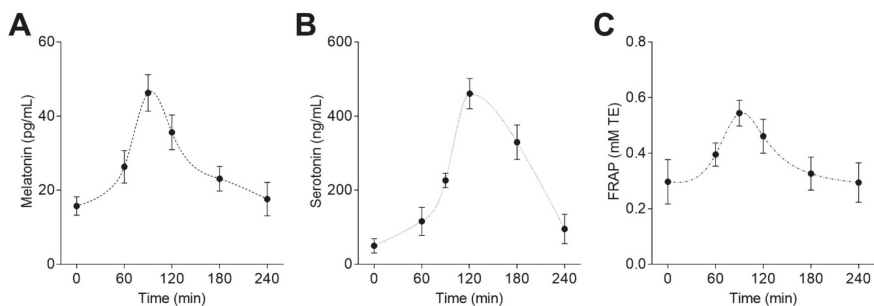 A
Melatonin (pg/mL)
60
40
20
0
0 60 120 180 240
Time (min)
B
Serotonin (ng/mL)
600
400
200
0
0 60 120 180 240
Time (min)
C
FRAP (mM TE)
0.8
0.6
0.4
0.2
0.0
0 60 120 180 240
Time (min)